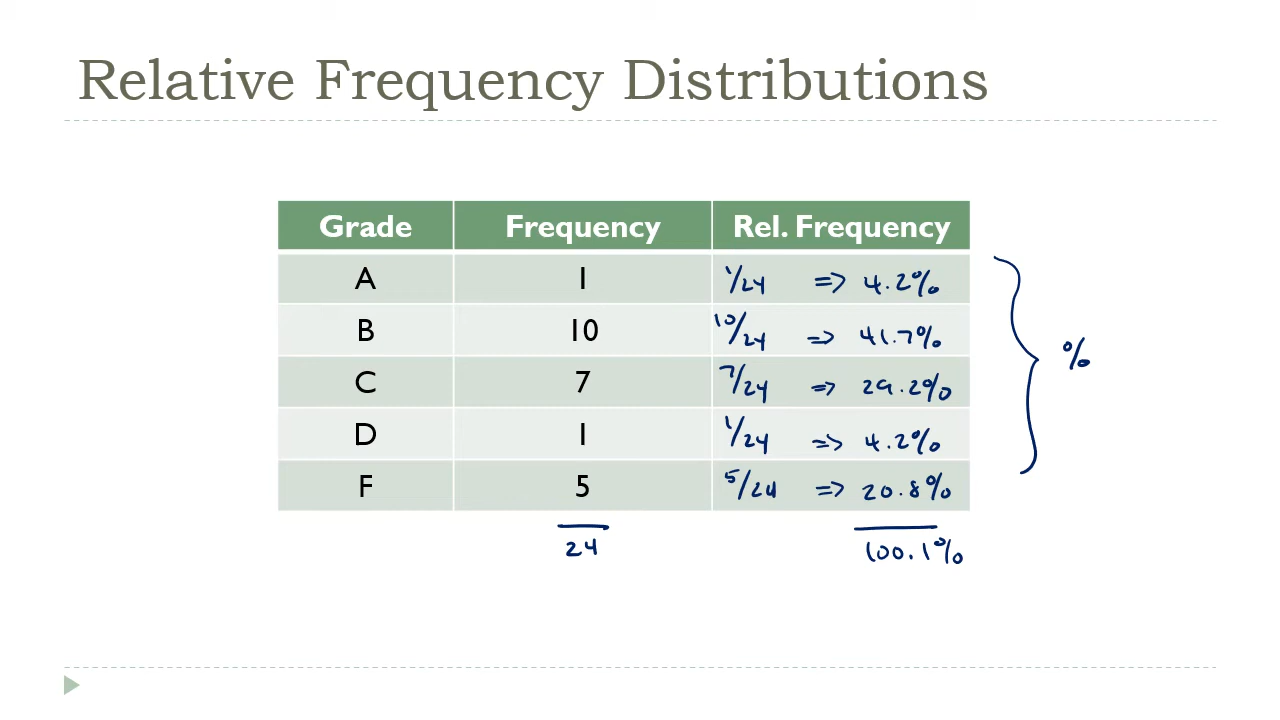 Relative Frequency Distributions
Grade Frequency Rel. Frequency
A 1 1/24 => 4.2%
B 10 10/24 => 41.7%
C 7 7/24 => 29.2%
D 1 1/24 => 4.2%
F 5 5/24 => 20.8%
%
24 100.1%